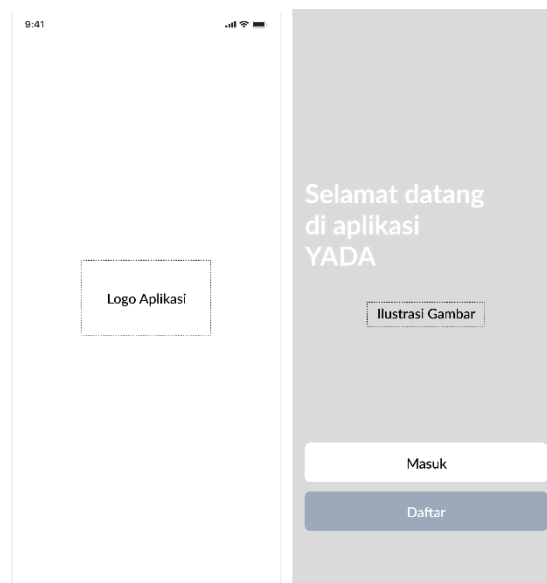 9:41
Logo Aplikasi
Selamat datang
di aplikasi
YADA
Ilustrasi Gambar
Masuk
Daftar